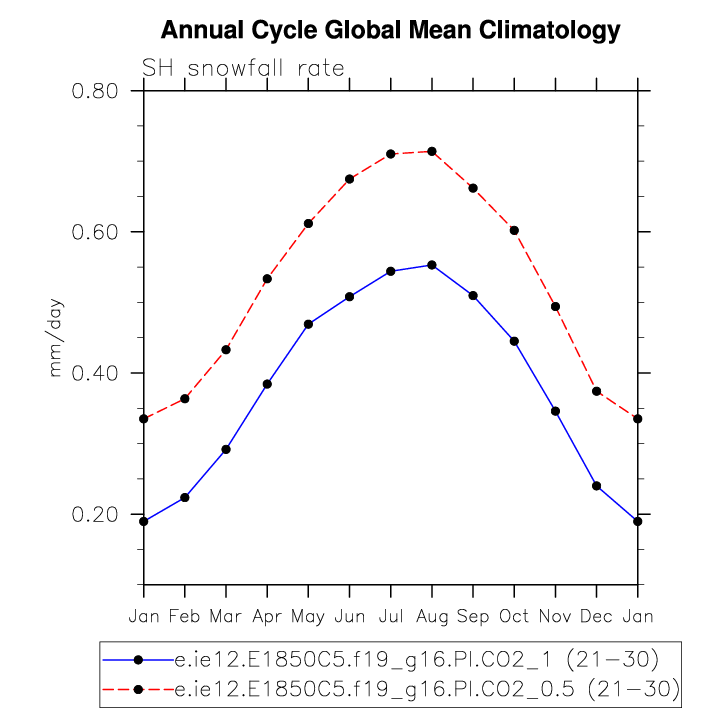 Annual Cycle Global Mean Climatology
SH snowfall rate
0.80
0.60
0.40
0.20
mm/day
Jan Feb Mar Apr May Jun Jul Aug Sep Oct Nov Dec Jan
e.ie12.E1850C5.f19_g16.PI.CO2_1 (21-30)
e.ie12.E1850C5.f19_g16.PI.CO2_0.5 (21-30)